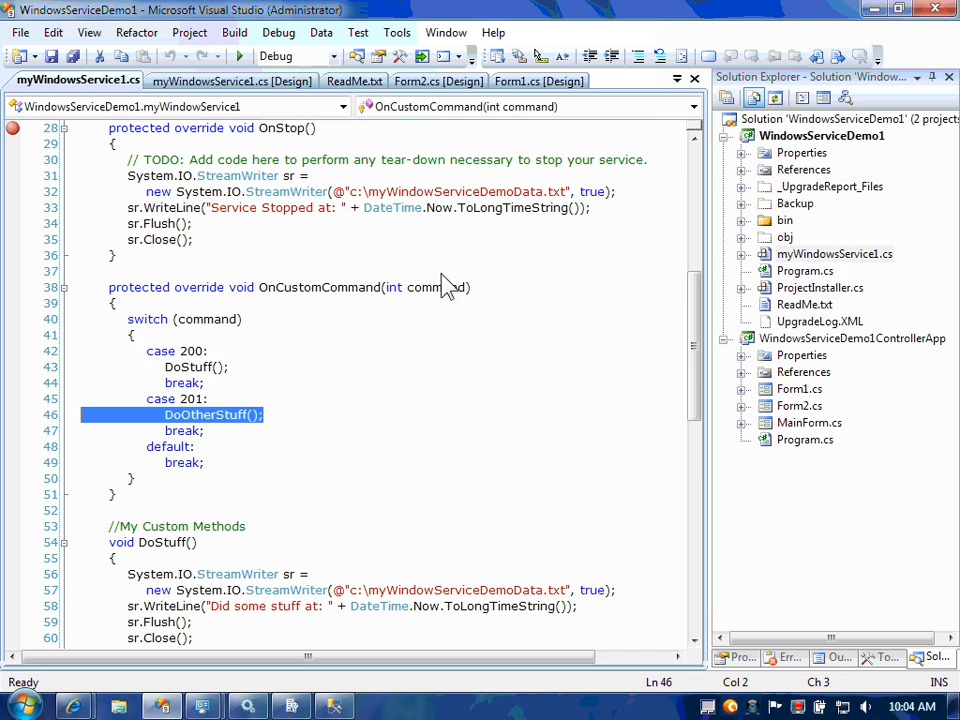 WindowsServiceDemo1 - Microsoft Visual Studio (Administrator)
File Edit View Refactor Project Build Debug Data Test Tools Window Help
Debug
myWindowsService1.cs myWindowsService1.cs [Design] ReadMe.txt Form2.cs [Design] Form1.cs [Design]
WindowsServiceDemo1.myWindowService1 OnCustomCommand(int command)
28 protected override void OnStop()
29 {
30 // TODO: Add code here to perform any tear-down necessary to stop your service.
31 System.IO.StreamWriter sr =
32 new System.IO.StreamWriter(@"c:\myWindowServiceDemoData.txt", true);
33 sr.WriteLine("Service Stopped at: " + DateTime.Now.ToLongTimeString());
34 sr.Flush();
35 sr.Close();
36 }
37
38 protected override void OnCustomCommand(int command)
39 {
40 switch (command)
41 {
42 case 200:
43 DoStuff();
44 break;
45 case 201:
46 DoOtherStuff();
47 break;
48 default:
49 break;
50 }
51 }
52
53 //My Custom Methods
54 void DoStuff()
55 {
56 System.IO.StreamWriter sr =
57 new System.IO.StreamWriter(@"c:\myWindowServiceDemoData.txt", true);
58 sr.WriteLine("Did some stuff at: " + DateTime.Now.ToLongTimeString());
59 sr.Flush();
60 sr.Close();
Solution Explorer - Solution 'Window...
Solution 'WindowsServiceDemo1' (2 projects
WindowsServiceDemo1
Properties
References
_UpgradeReport_Files
Backup
bin
obj
myWindowsService1.cs
Program.cs
ProjectInstaller.cs
ReadMe.txt
UpgradeLog.XML
WindowsServiceDemo1ControllerApp
Properties
References
Form1.cs
Form2.cs
MainForm.cs
Program.cs
Pro... Err... Ou... To... Sol...
Ready Ln 46 Col 2 Ch 3 INS
10:04 AM